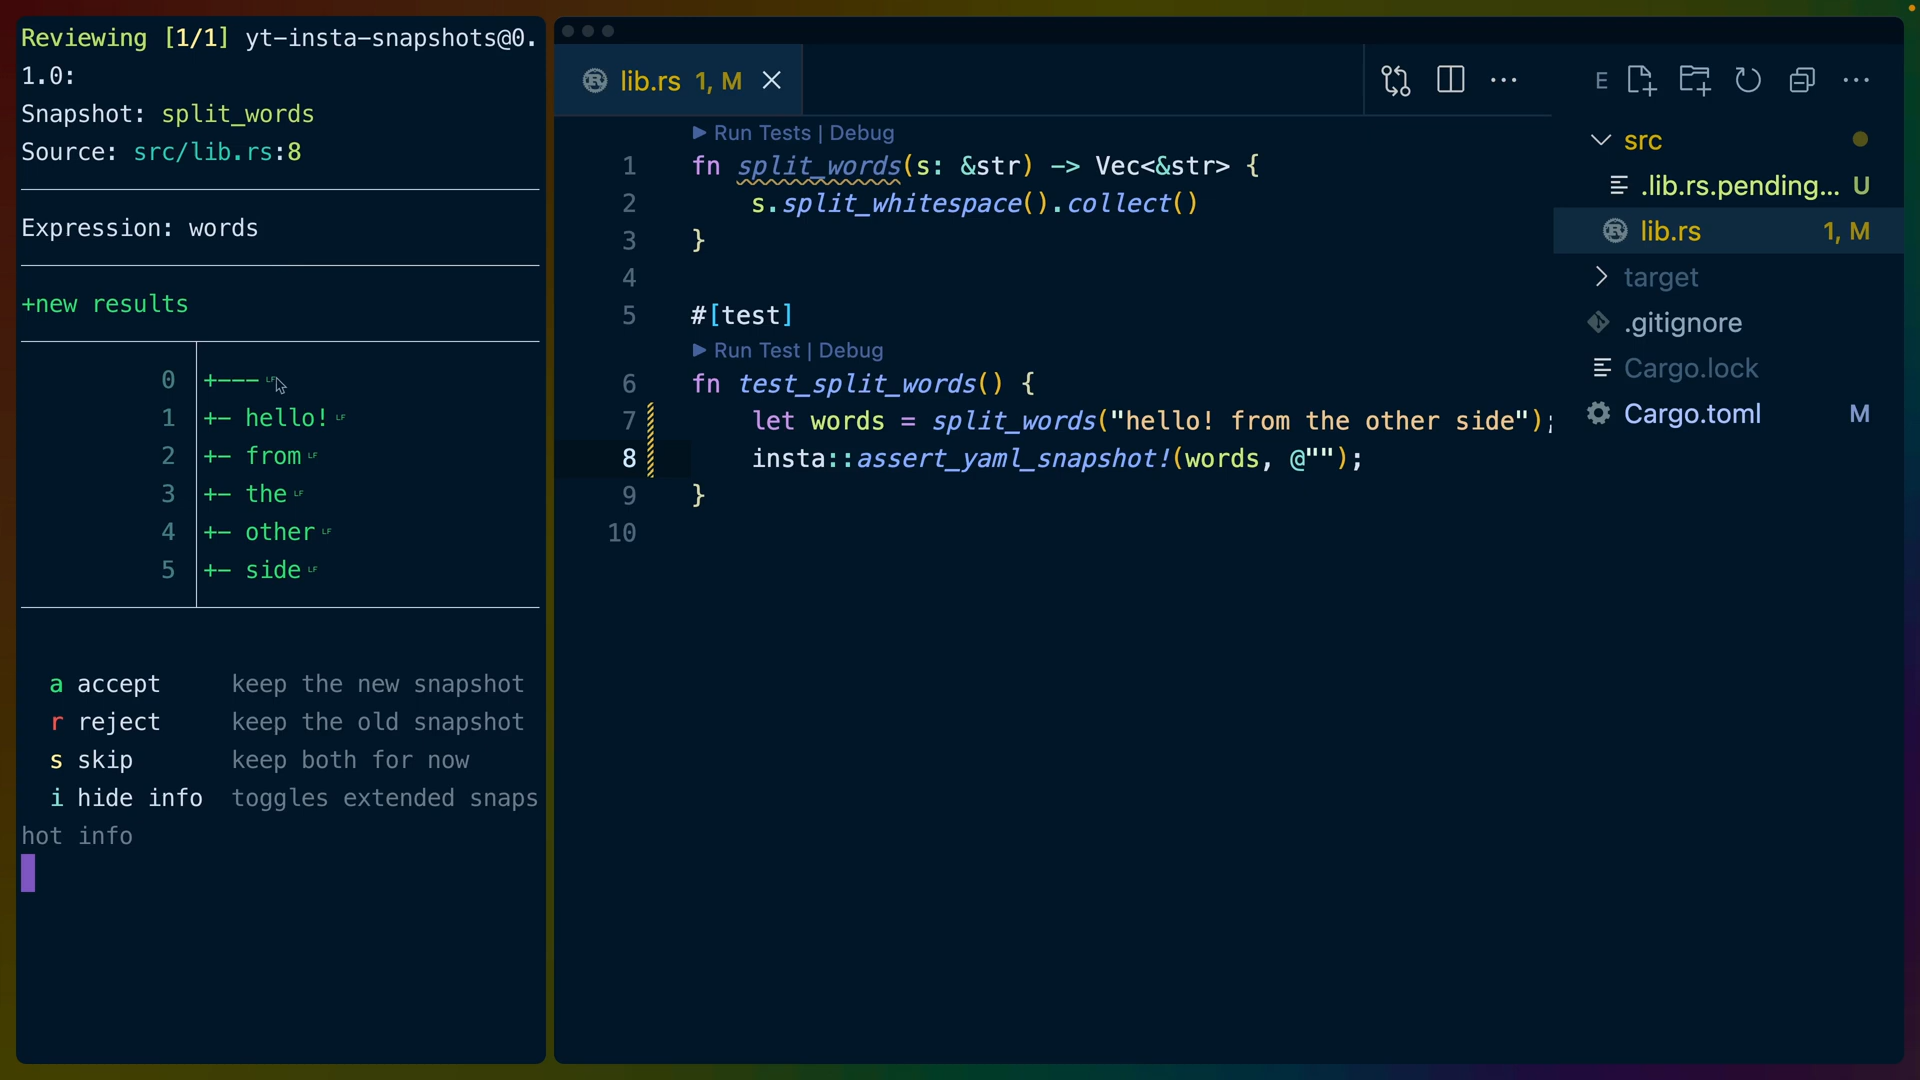 Reviewing [1/1] yt-insta-snapshots@0.
1.0:
Snapshot: split_words
Source: src/lib.rs:8
Expression: words
+new results
0 +---
1 +- hello!
2 +- from
3 +- the
4 +- other
5 +- side
a accept keep the new snapshot
r reject keep the old snapshot
s skip keep both for now
i hide info toggles extended snaps
hot info
lib.rs 1, M
▶ Run Tests | Debug
1 fn split_words(s: &str) -> Vec<&str> {
2 s.split_whitespace().collect()
3 }
4
5 #[test]
▶ Run Test | Debug
6 fn test_split_words() {
7 let words = split_words("hello! from the other side");
8 insta::assert_yaml_snapshot!(words, @"");
9 }
10
E
src
.lib.rs.pending... U
lib.rs 1, M
target
.gitignore
Cargo.lock
Cargo.toml M